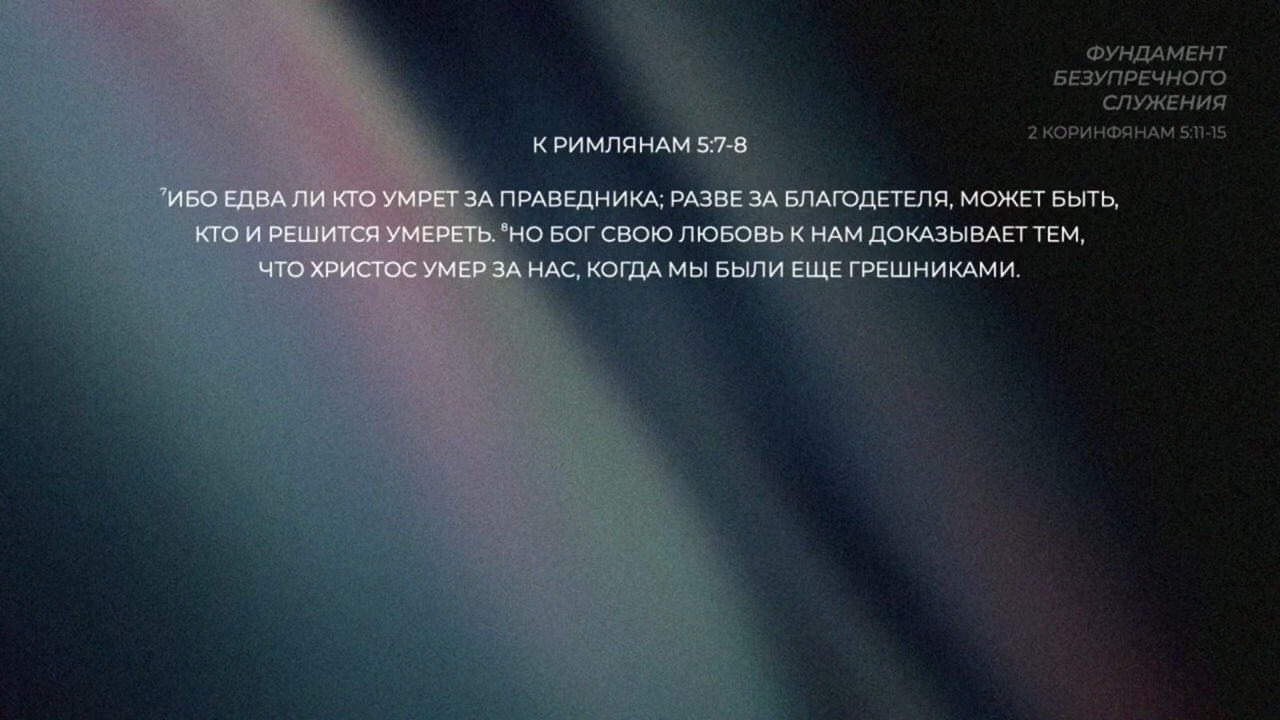 ФУНДАМЕНТ
БЕЗУПРЕЧНОГО
СЛУЖЕНИЯ
2 КОРИНФЯНАМ 5:11-15
К РИМЛЯНАМ 5:7-8
⁷ИБО ЕДВА ЛИ КТО УМРЕТ ЗА ПРАВЕДНИКА; РАЗВЕ ЗА БЛАГОДЕТЕЛЯ, МОЖЕТ БЫТЬ,
КТО И РЕШИТСЯ УМЕРЕТЬ. ⁸НО БОГ СВОЮ ЛЮБОВЬ К НАМ ДОКАЗЫВАЕТ ТЕМ,
ЧТО ХРИСТОС УМЕР ЗА НАС, КОГДА МЫ БЫЛИ ЕЩЕ ГРЕШНИКАМИ.